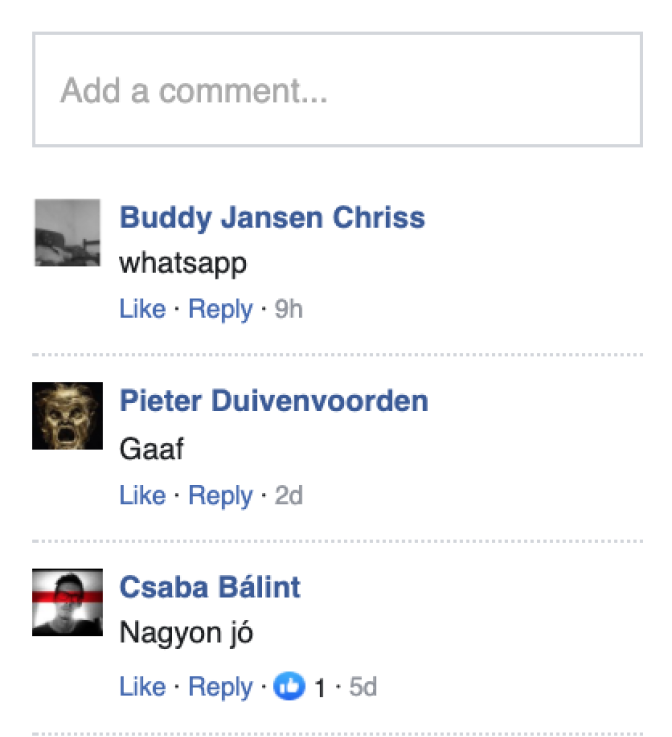 Add a comment...
Buddy Jansen Chriss
whatsapp
Like · Reply · 9h
Pieter Duivenvoorden
Gaaf
Like · Reply · 2d
Csaba Bálint
Nagyon jó
Like · Reply · 1 · 5d